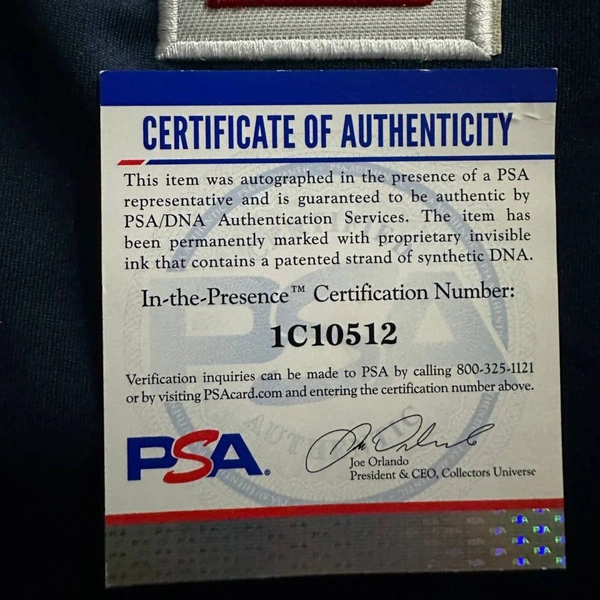 CERTIFICATE OF AUTHENTICITY
This item was autographed in the presence of a PSA
representative and is guaranteed to be authentic by
PSA/DNA Authentication Services. The item has
been permanently marked with proprietary invisible
ink that contains a patented strand of synthetic DNA.
In-the-Presence™ Certification Number:
1C10512
Verification inquiries can be made to PSA by calling 800-325-1121
or by visiting PSAcard.com and entering the certification number above.
PSA®
Joe Orlando
President & CEO, Collectors Universe